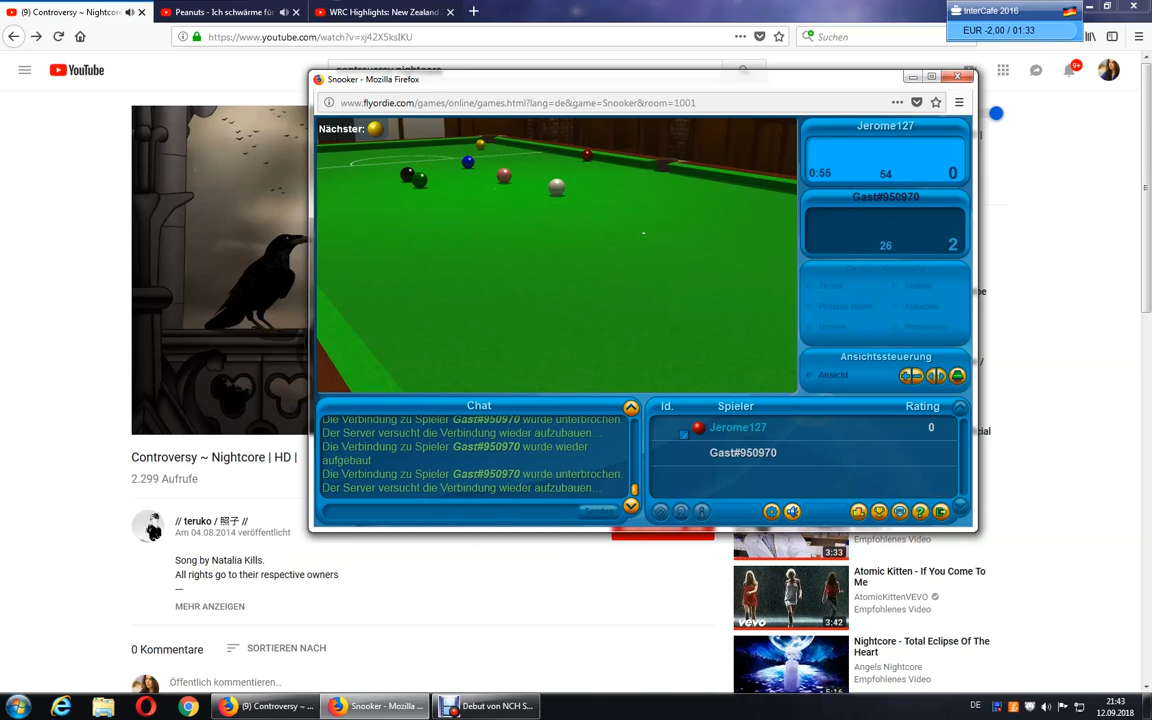 (9) Controversy ~ Nightcore
Peanuts - Ich schwärme für
WRC Highlights: New Zealand
InterCafe 2016
EUR -2,00 / 01:33
https://www.youtube.com/watch?v=xj42X5ksIKU
Suchen
YouTube
controversy nightcore
9+
Snooker - Mozilla Firefox
www.flyordie.com/games/online/games.html?lang=de&game=Snooker&room=1001
Nächster:
Jerome127
0:55
54
0
Gast#950970
26
2
Ansichtssteuerung
Ansicht
Chat
Die Verbindung zu Spieler Gast#950970 wurde unterbrochen.
Der Server versucht die Verbindung wieder aufzubauen...
Die Verbindung zu Spieler Gast#950970 wurde wieder
aufgebaut
Die Verbindung zu Spieler Gast#950970 wurde unterbrochen.
Der Server versucht die Verbindung wieder aufzubauen...
Id.
Spieler
Rating
Jerome127
0
Gast#950970
Controversy ~ Nightcore | HD |
2.299 Aufrufe
// teruko / 照子 //
Am 04.08.2014 veröffentlicht
Song by Natalia Kills.
All rights go to their respective owners
---
MEHR ANZEIGEN
0 Kommentare
SORTIEREN NACH
Öffentlich kommentieren...
3:33
Empfohlenes Video
Atomic Kitten - If You Come To
Me
AtomicKittenVEVO
Empfohlenes Video
vevo
3:42
Nightcore - Total Eclipse Of The
Heart
Angels Nightcore
Empfohlenes Video
5:16
(9) Controversy ~ ...
Snooker - Mozilla ...
Debut von NCH S...
DE
21:43
12.09.2018